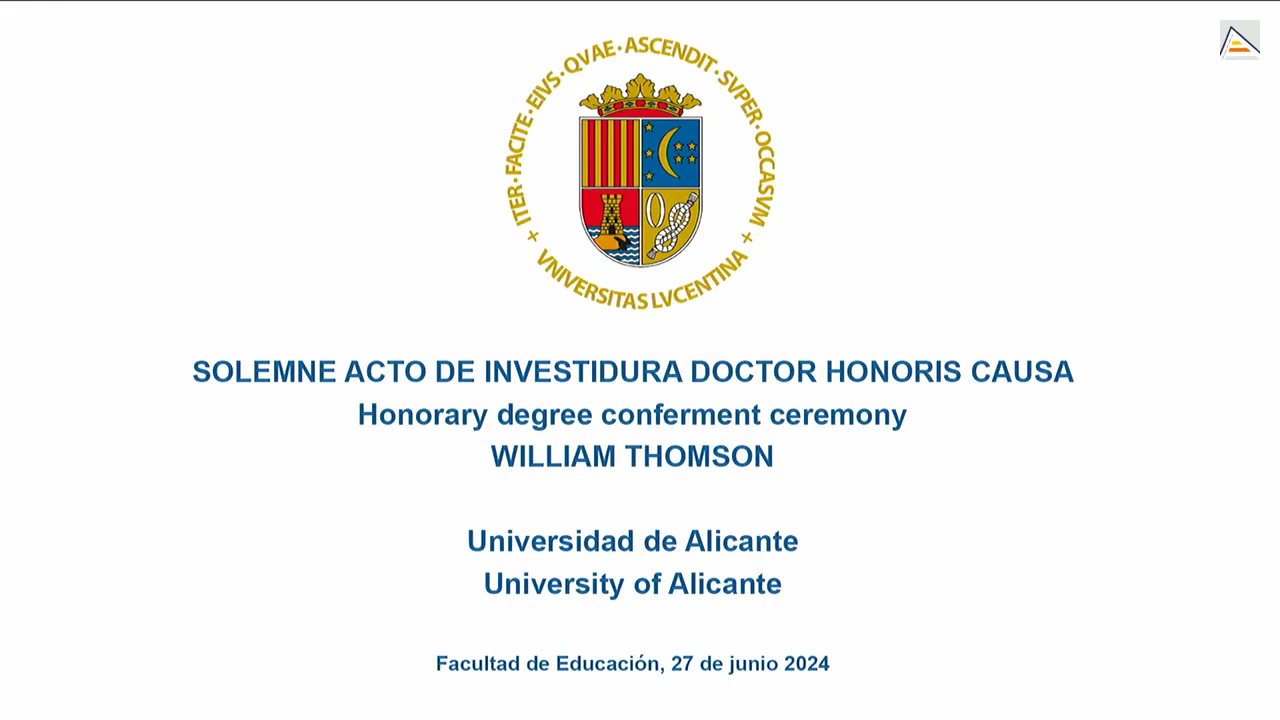 ITER·FACITE·EIVS·QVAE·ASCENDIT·SVPER·OCCASVM
+ VNIVERSITAS LVCENTINA +
SOLEMNE ACTO DE INVESTIDURA DOCTOR HONORIS CAUSA
Honorary degree conferment ceremony
WILLIAM THOMSON
Universidad de Alicante
University of Alicante
Facultad de Educación, 27 de junio 2024